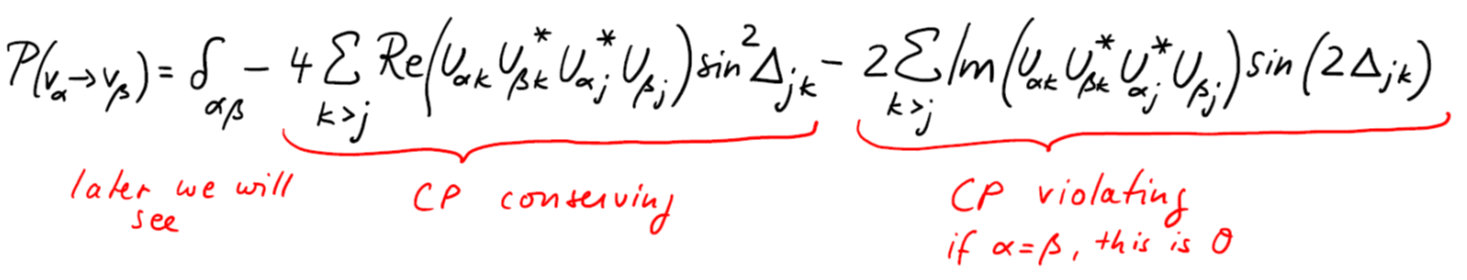 P(ν_α→ν_β) = δ_αβ − 4 Σ_{k>j} Re(U_αk U*_βk U*_αj U_βj) sin²Δ_jk − 2 Σ_{k>j} Im(U_αk U*_βk U*_αj U_βj) sin(2Δ_jk)
later we will
see
CP conserving
CP violating
if α=β, this is 0